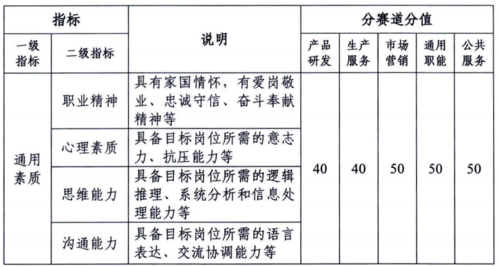 指标
说明
分赛道分值
一级
指标
二级指标
产品
研发
生产
服务
市场
营销
通用
职能
公共
服务
通用
素质
职业精神
具有家国情怀，有爱岗敬
业、忠诚守信、奋斗奉献
精神等
40
40
50
50
50
心理素质
具备目标岗位所需的意志
力、抗压能力等
思维能力
具备目标岗位所需的逻辑
推理、系统分析和信息处
理能力等
沟通能力
具备目标岗位所需的语言
表达、交流协调能力等